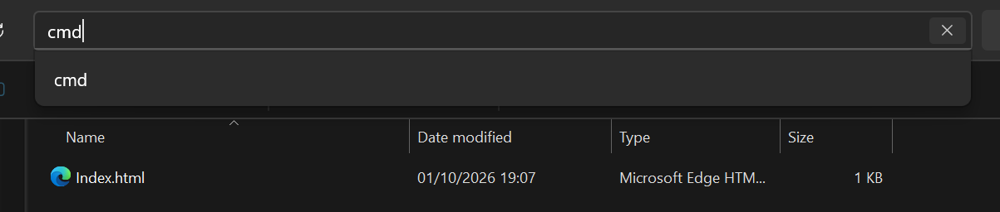 cmd
cmd
Name Date modified Type Size
Index.html 01/10/2026 19:07 Microsoft Edge HTM... 1 KB